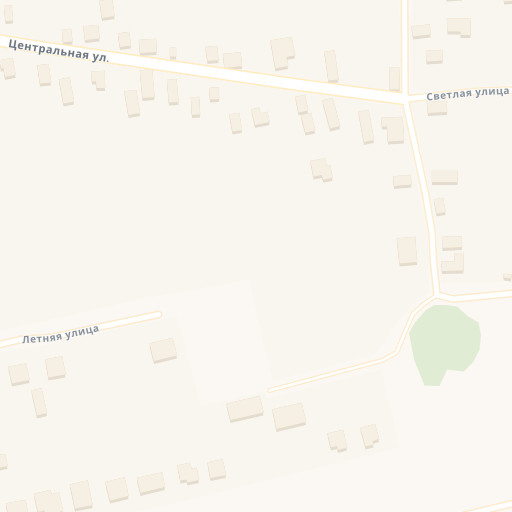 Центральная ул.
Светлая улица
Летняя улица